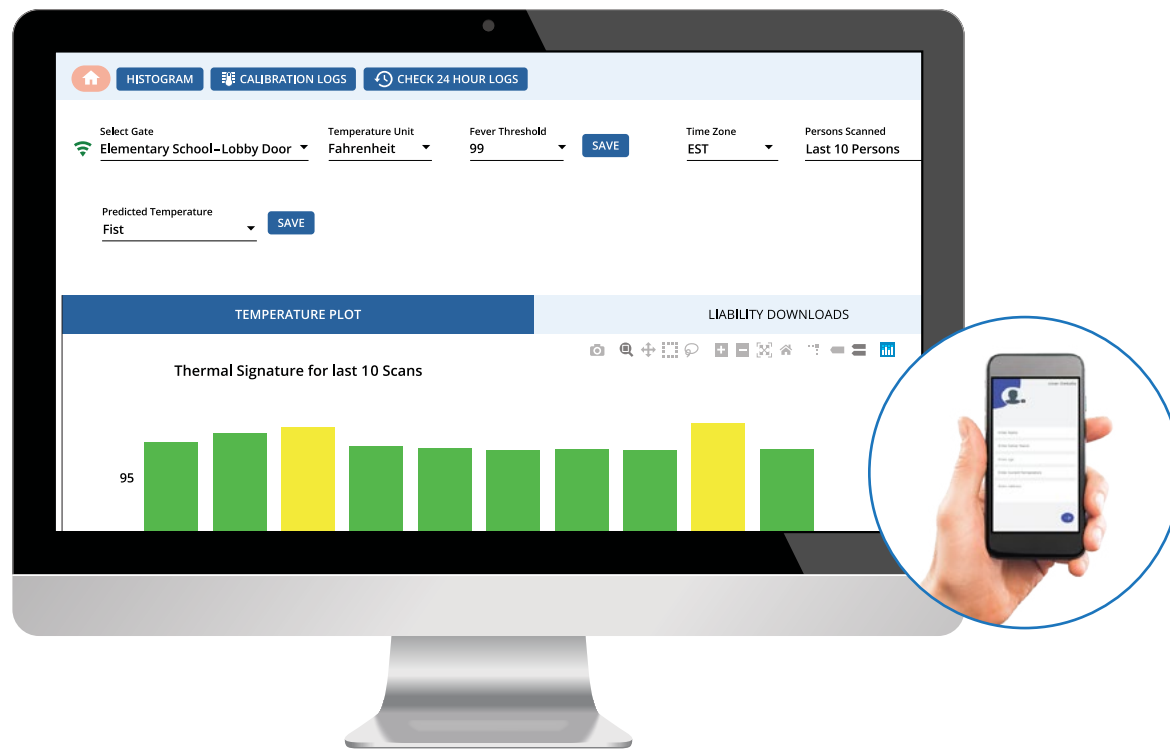 HISTOGRAM CALIBRATION LOGS CHECK 24 HOUR LOGS
Select Gate Temperature Unit Fever Threshold Time Zone Persons Scanned
Elementary School–Lobby Door Fahrenheit 99 SAVE EST Last 10 Persons
Predicted Temperature
Fist SAVE
TEMPERATURE PLOT LIABILITY DOWNLOADS
Thermal Signature for last 10 Scans
95